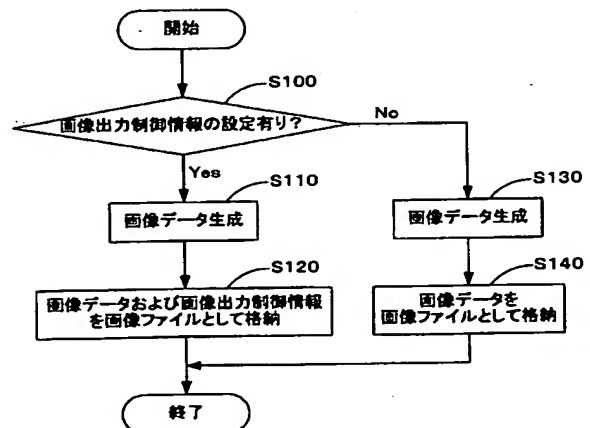 開始
S100
画像出力制御情報の設定有り?
No
Yes
S110
画像データ生成
S130
画像データ生成
S120
画像データおよび画像出力制御情報
を画像ファイルとして格納
S140
画像データを
画像ファイルとして格納
終了